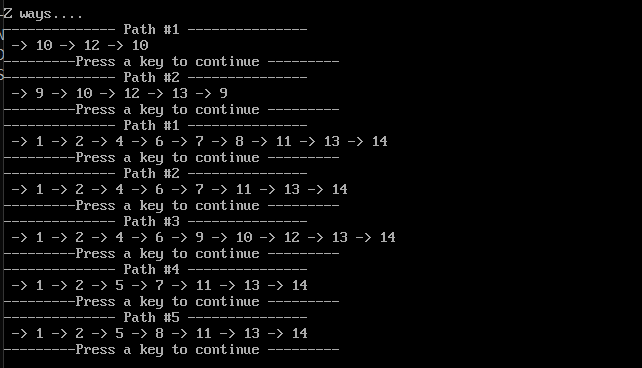 Z ways....
-------------- Path #1 ---------------
-> 10 -> 12 -> 10
---------Press a key to continue ---------
-------------- Path #2 ---------------
-> 9 -> 10 -> 12 -> 13 -> 9
---------Press a key to continue ---------
-------------- Path #1 ---------------
-> 1 -> 2 -> 4 -> 6 -> 7 -> 8 -> 11 -> 13 -> 14
---------Press a key to continue ---------
-------------- Path #2 ---------------
-> 1 -> 2 -> 4 -> 6 -> 7 -> 11 -> 13 -> 14
---------Press a key to continue ---------
-------------- Path #3 ---------------
-> 1 -> 2 -> 4 -> 6 -> 9 -> 10 -> 12 -> 13 -> 14
---------Press a key to continue ---------
-------------- Path #4 ---------------
-> 1 -> 2 -> 5 -> 7 -> 11 -> 13 -> 14
---------Press a key to continue ---------
-------------- Path #5 ---------------
-> 1 -> 2 -> 5 -> 8 -> 11 -> 13 -> 14
---------Press a key to continue ---------